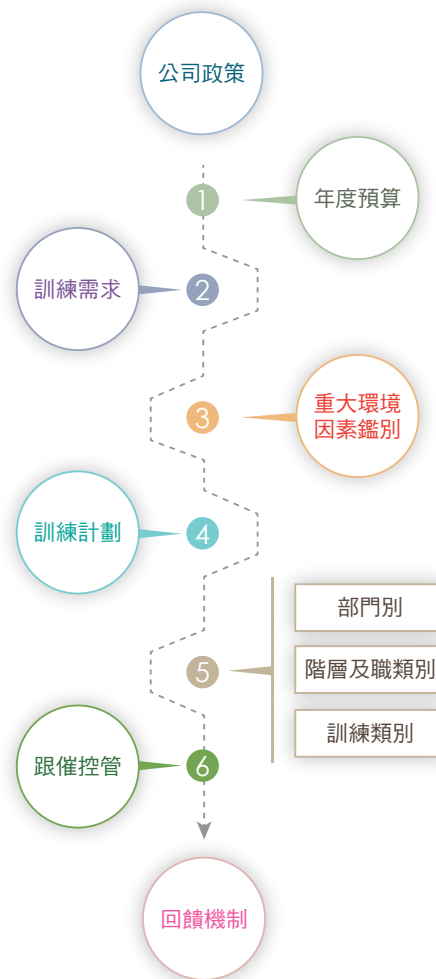 公司政策
1
年度預算
訓練需求
2
3
重大環境
因素鑑別
訓練計劃
4
5
部門別
階層及職類別
訓練類別
跟催控管
6
回饋機制